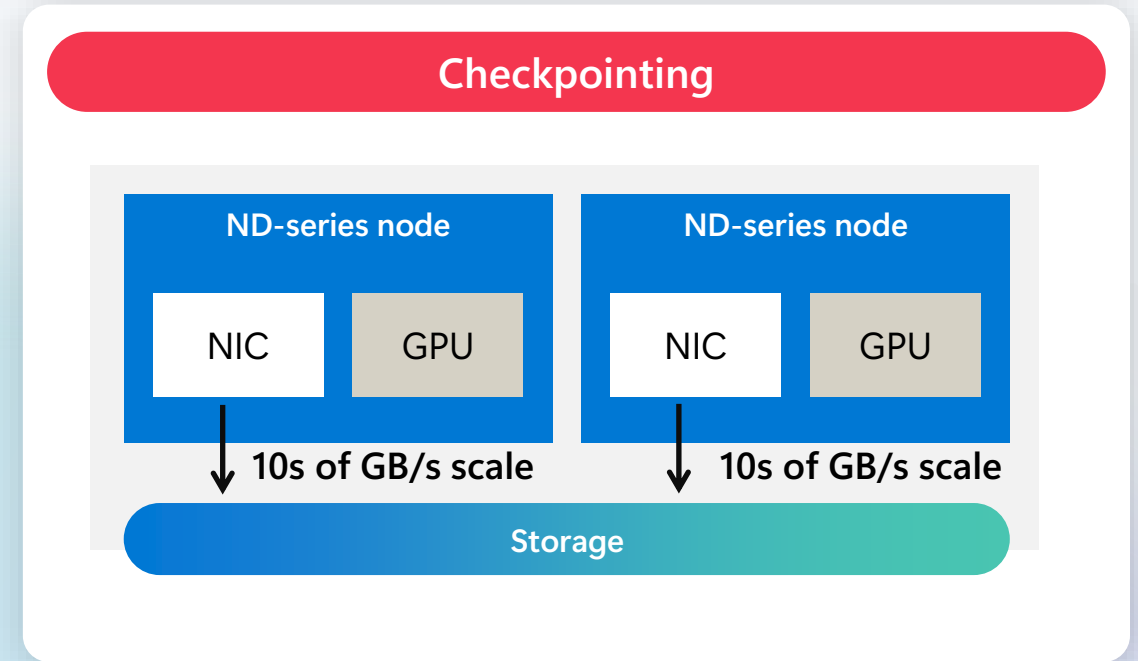 Checkpointing
ND-series node
ND-series node
NIC
GPU
NIC
GPU
10s of GB/s scale
10s of GB/s scale
Storage